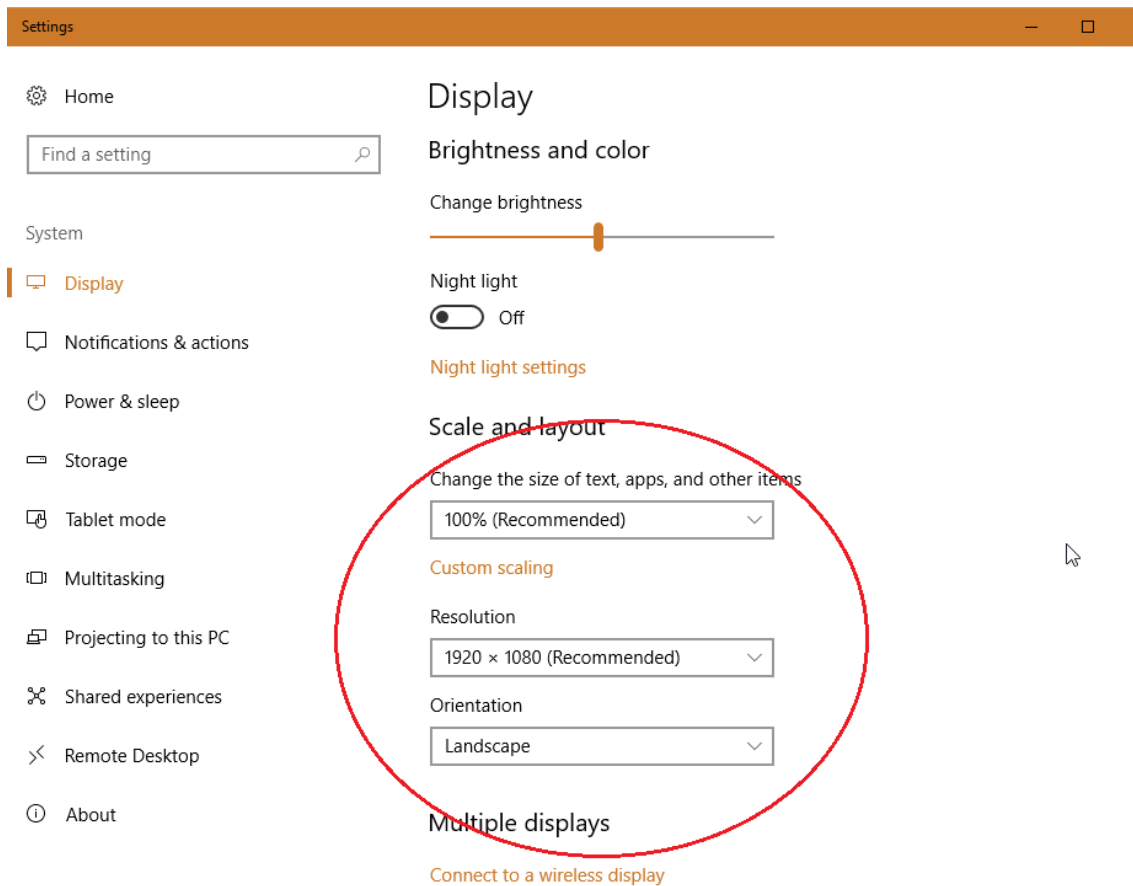 Settings
Home
Find a setting
System
Display
Notifications & actions
Power & sleep
Storage
Tablet mode
Multitasking
Projecting to this PC
Shared experiences
Remote Desktop
About
Display
Brightness and color
Change brightness
Night light
Off
Night light settings
Scale and layout
Change the size of text, apps, and other items
100% (Recommended)
Custom scaling
Resolution
1920 × 1080 (Recommended)
Orientation
Landscape
Multiple displays
Connect to a wireless display